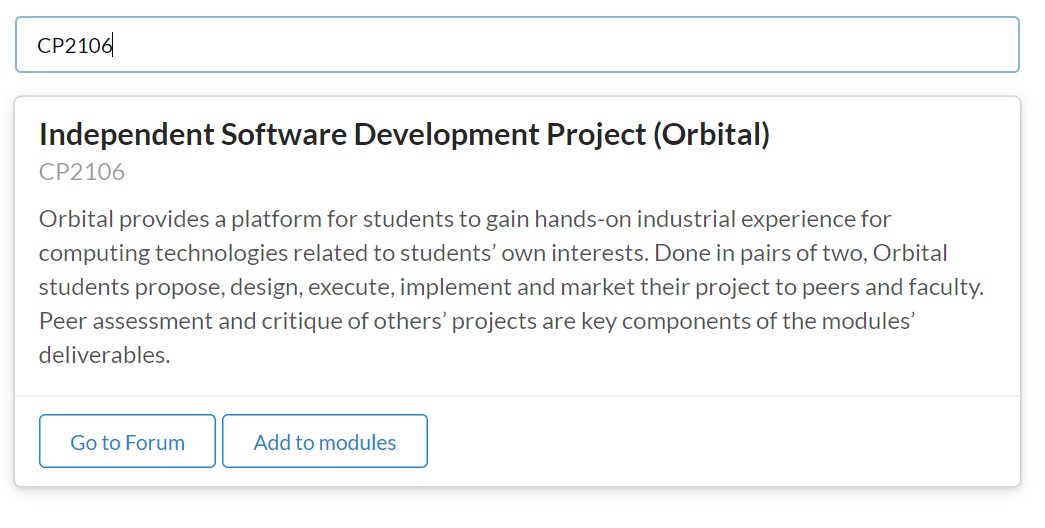 CP2106
Independent Software Development Project (Orbital)
CP2106
Orbital provides a platform for students to gain hands-on industrial experience for
computing technologies related to students’ own interests. Done in pairs of two, Orbital
students propose, design, execute, implement and market their project to peers and faculty.
Peer assessment and critique of others’ projects are key components of the modules’
deliverables.
Go to Forum
Add to modules